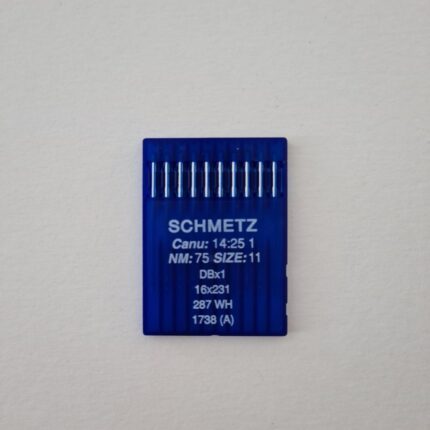 SCHMETZ
Canu: 14:25 1
NM: 75 SIZE: 11
DBx1
16x231
287 WH
1738 (A)